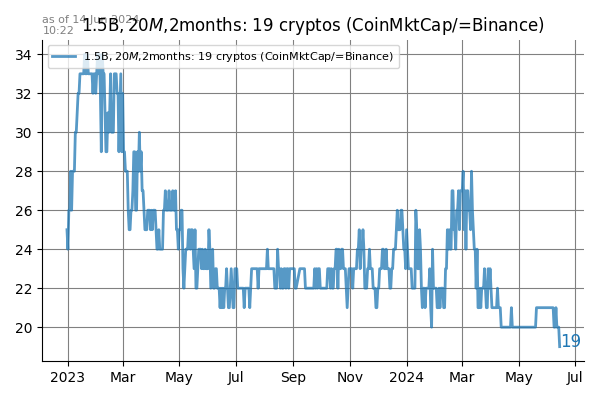 as of 14 Jun 2024
10:22
1.5B, 20M,2months: 19 cryptos (CoinMktCap/=Binance)
1.5B, 20M,2months: 19 cryptos (CoinMktCap/=Binance)
34
32
30
28
26
24
22
20
19
2023 Mar May Jul Sep Nov 2024 Mar May Jul